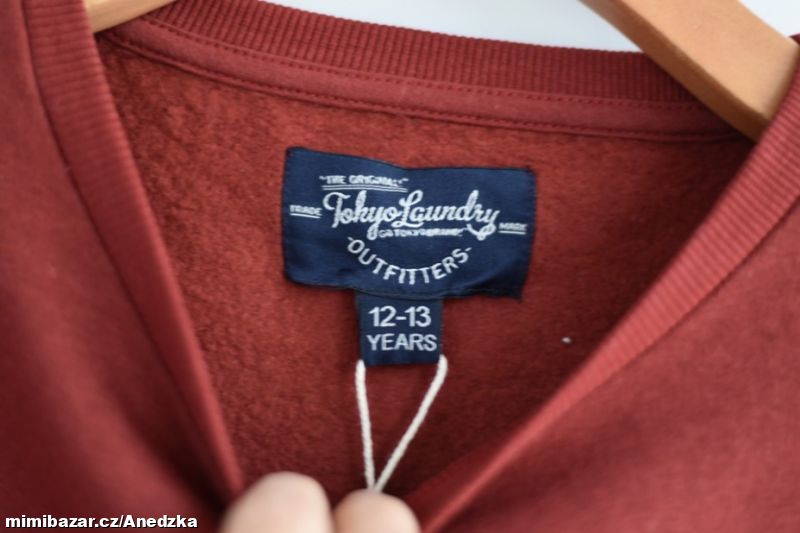 "THE ORIGINAL"
TRADE Tokyo Laundry MARK
OUTFITTERS
12-13
YEARS
mimibazar.cz/Anedzka